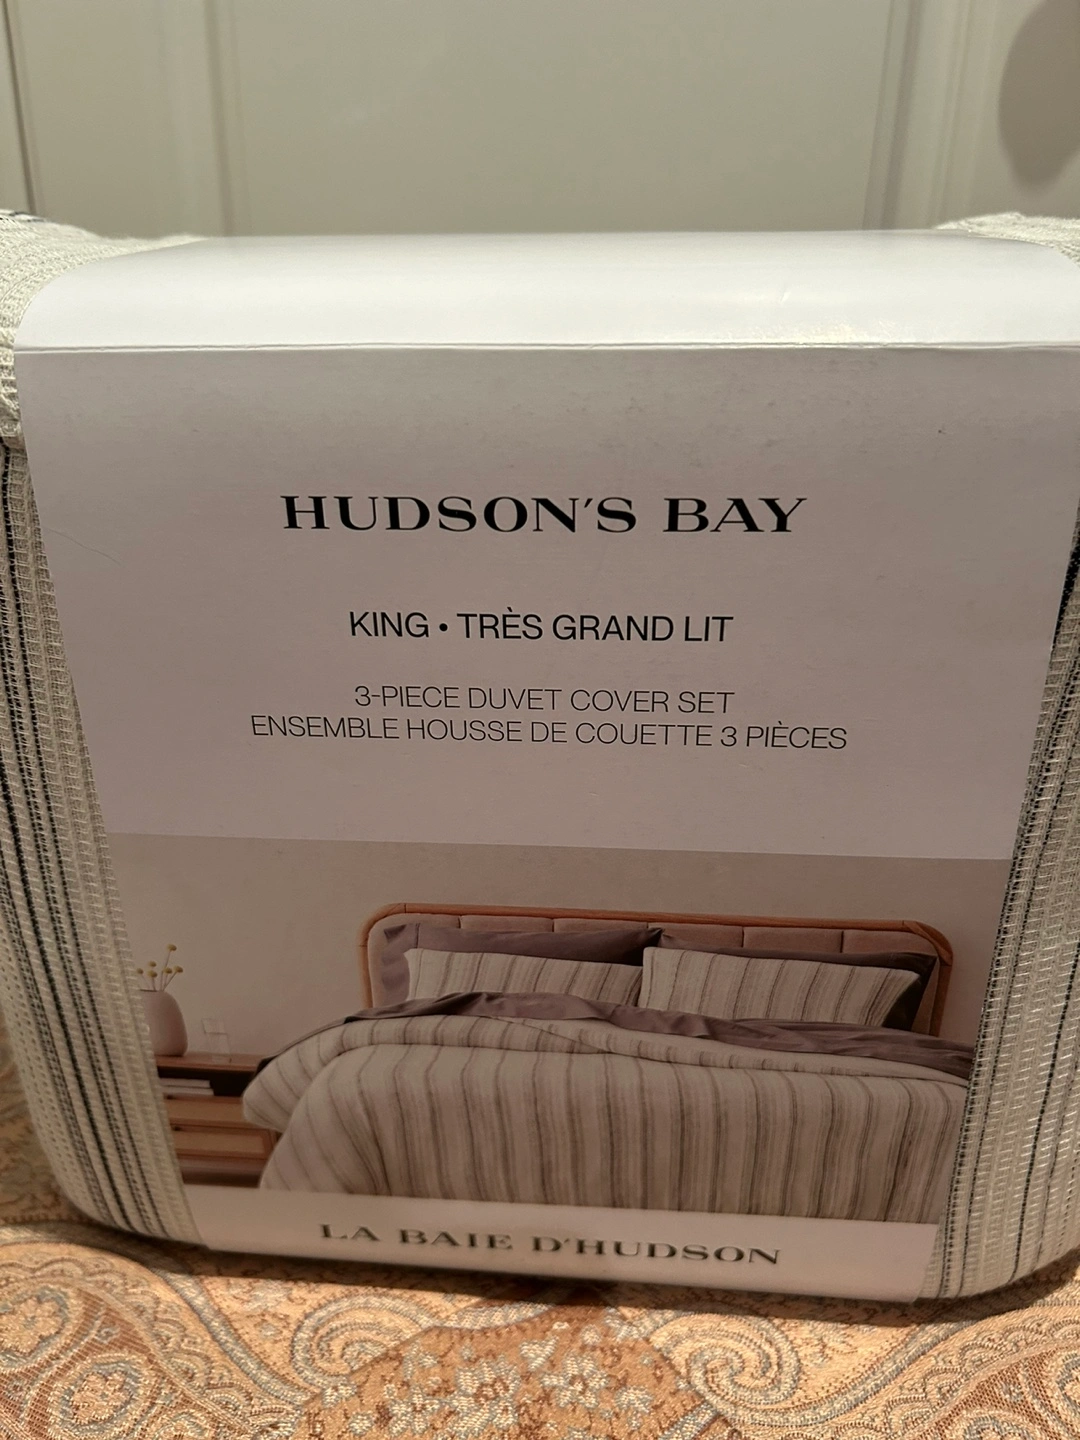 HUDSON'S BAY
KING • TRÈS GRAND LIT
3-PIECE DUVET COVER SET
ENSEMBLE HOUSSE DE COUETTE 3 PIÈCES
LA BAIE D'HUDSON